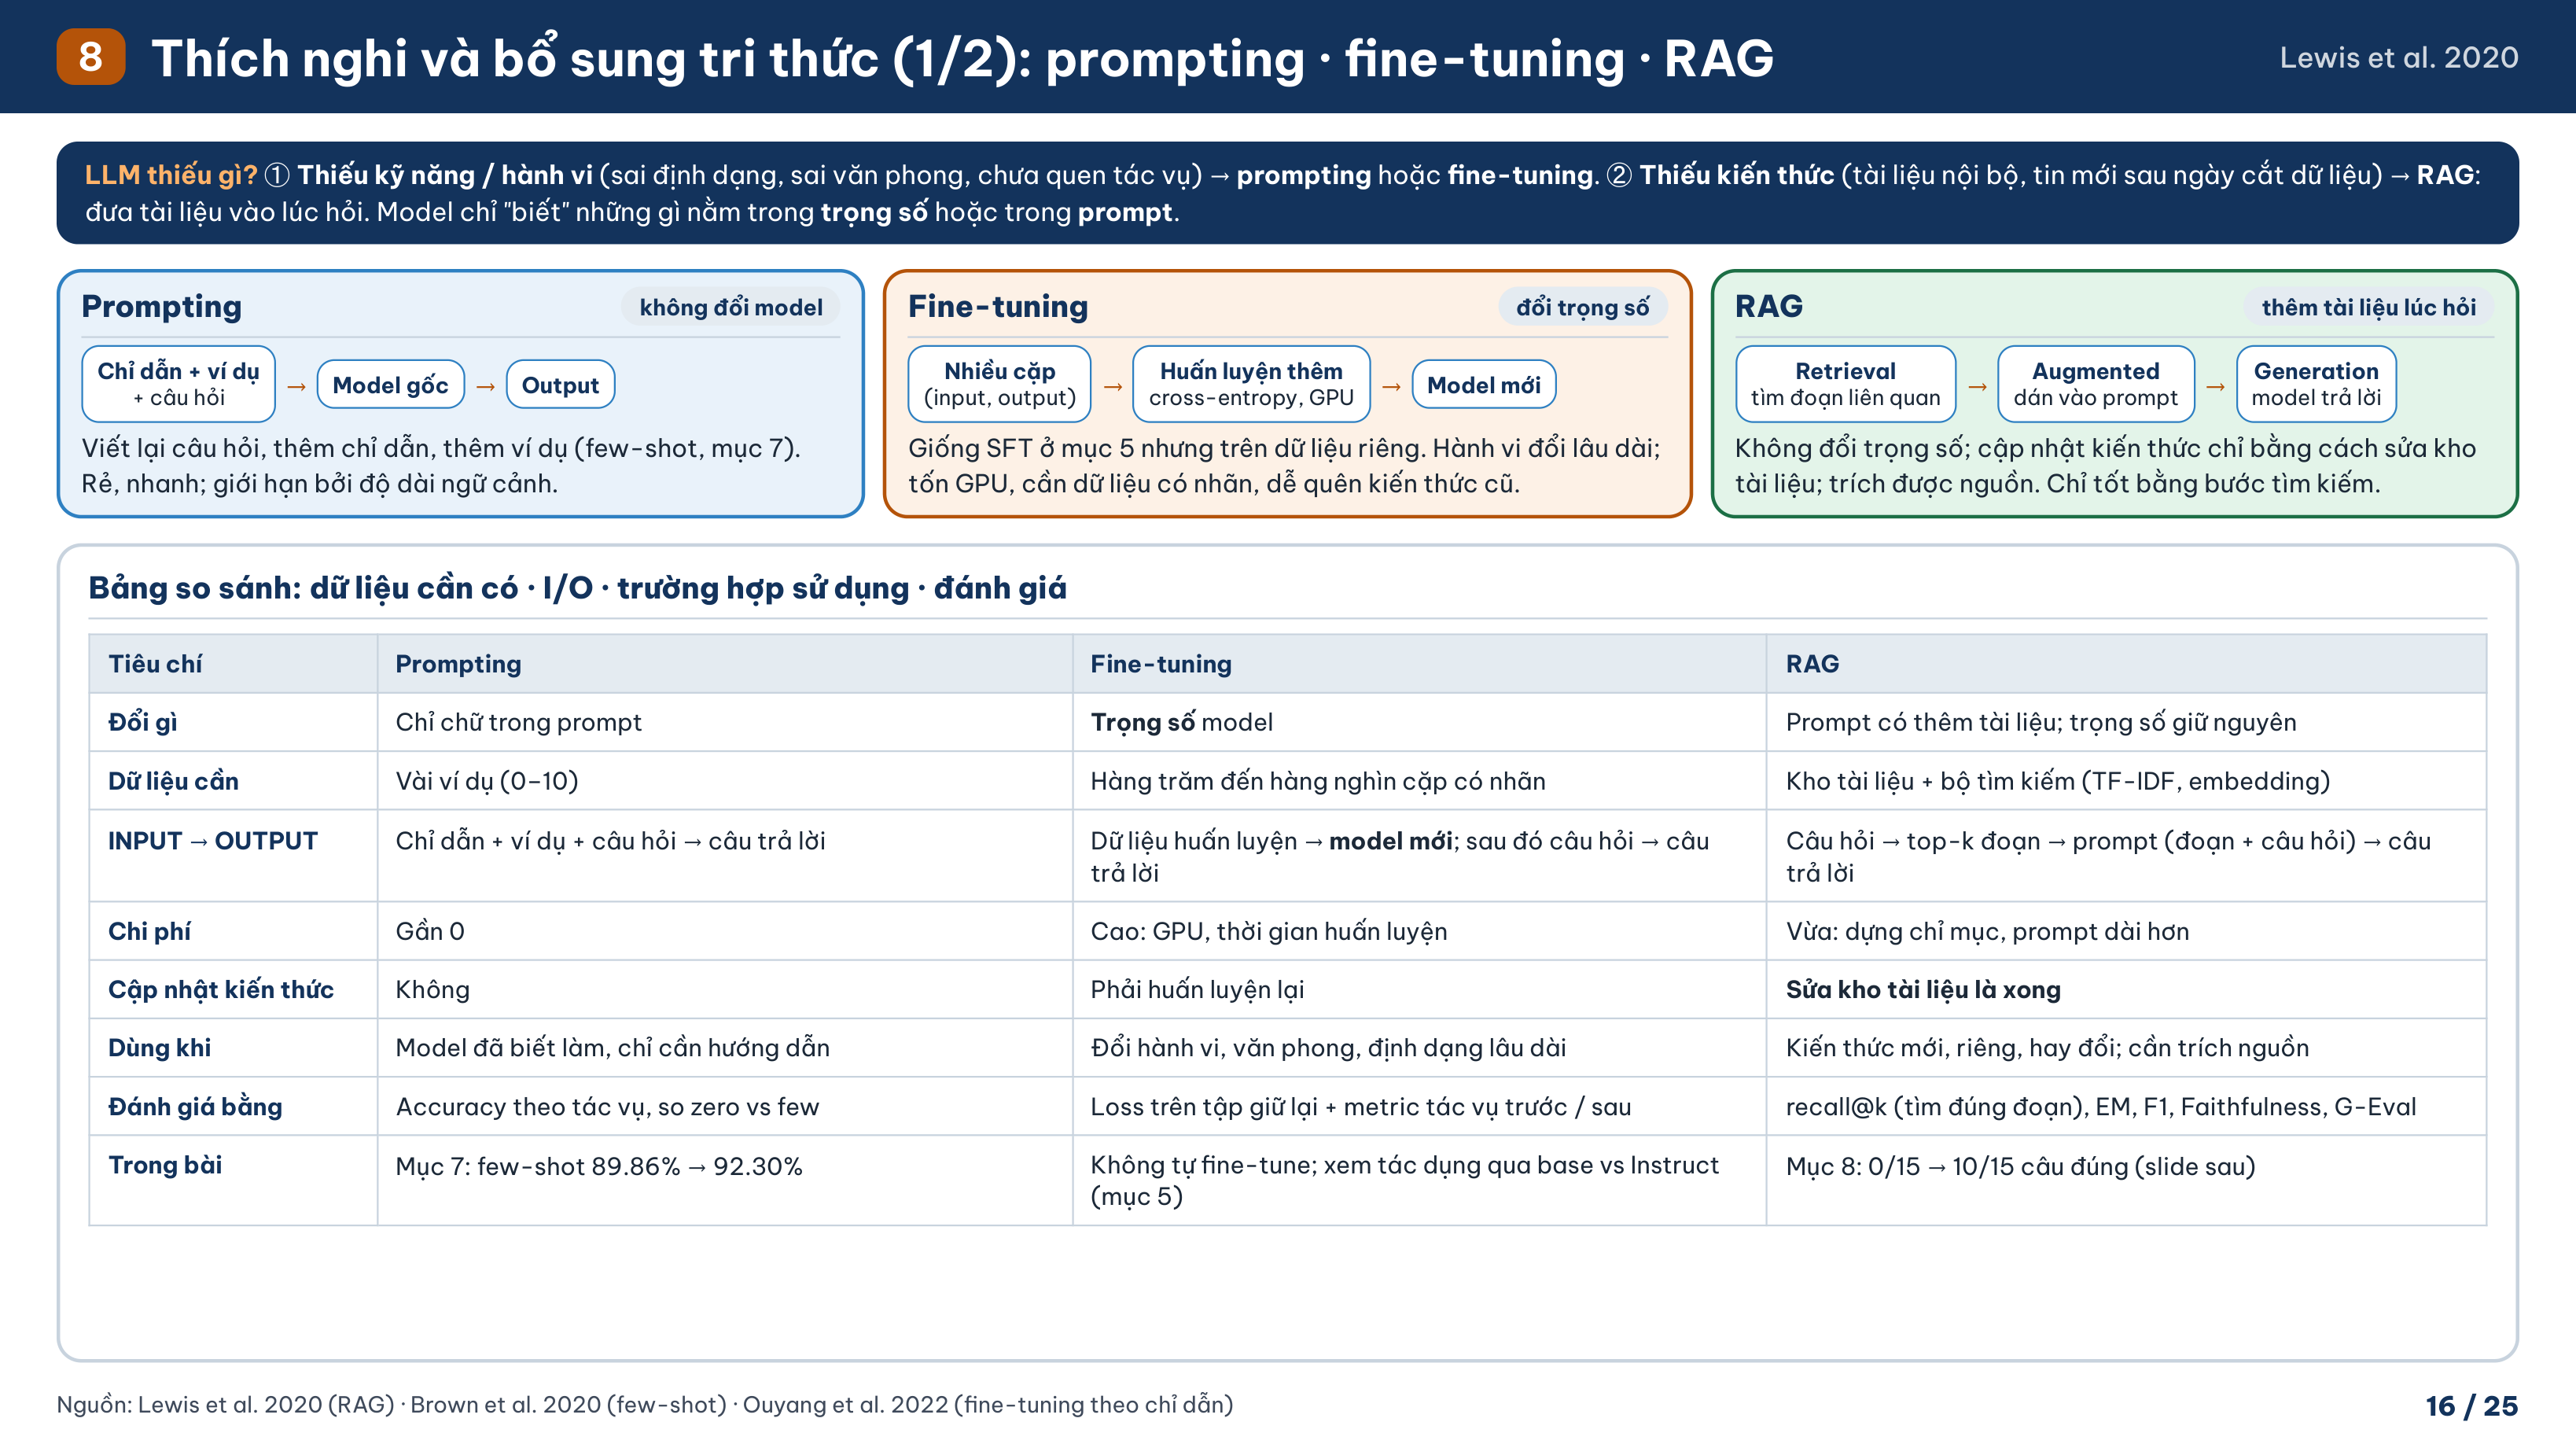 8
Thích nghi và bổ sung tri thức (1/2): prompting · fine-tuning · RAG
Lewis et al. 2020
LLM thiếu gì? ① Thiếu kỹ năng / hành vi (sai định dạng, sai văn phong, chưa quen tác vụ) → prompting hoặc fine-tuning. ② Thiếu kiến thức (tài liệu nội bộ, tin mới sau ngày cắt dữ liệu) → RAG:
đưa tài liệu vào lúc hỏi. Model chỉ "biết" những gì nằm trong trọng số hoặc trong prompt.
Prompting
không đổi model
Chỉ dẫn + ví dụ
+ câu hỏi
→ Model gốc → Output
Viết lại câu hỏi, thêm chỉ dẫn, thêm ví dụ (few-shot, mục 7).
Rẻ, nhanh; giới hạn bởi độ dài ngữ cảnh.
Fine-tuning
đổi trọng số
Nhiều cặp
(input, output)
→
Huấn luyện thêm
cross-entropy, GPU
→ Model mới
Giống SFT ở mục 5 nhưng trên dữ liệu riêng. Hành vi đổi lâu dài;
tốn GPU, cần dữ liệu có nhãn, dễ quên kiến thức cũ.
RAG
thêm tài liệu lúc hỏi
Retrieval
tìm đoạn liên quan
→
Augmented
dán vào prompt
→
Generation
model trả lời
Không đổi trọng số; cập nhật kiến thức chỉ bằng cách sửa kho
tài liệu; trích được nguồn. Chỉ tốt bằng bước tìm kiếm.
Bảng so sánh: dữ liệu cần có · I/O · trường hợp sử dụng · đánh giá
Tiêu chí
Prompting
Fine-tuning
RAG
Đổi gì
Chỉ chữ trong prompt
Trọng số model
Prompt có thêm tài liệu; trọng số giữ nguyên
Dữ liệu cần
Vài ví dụ (0–10)
Hàng trăm đến hàng nghìn cặp có nhãn
Kho tài liệu + bộ tìm kiếm (TF-IDF, embedding)
INPUT → OUTPUT
Chỉ dẫn + ví dụ + câu hỏi → câu trả lời
Dữ liệu huấn luyện → model mới; sau đó câu hỏi → câu
trả lời
Câu hỏi → top-k đoạn → prompt (đoạn + câu hỏi) → câu
trả lời
Chi phí
Gần 0
Cao: GPU, thời gian huấn luyện
Vừa: dựng chỉ mục, prompt dài hơn
Cập nhật kiến thức
Không
Phải huấn luyện lại
Sửa kho tài liệu là xong
Dùng khi
Model đã biết làm, chỉ cần hướng dẫn
Đổi hành vi, văn phong, định dạng lâu dài
Kiến thức mới, riêng, hay đổi; cần trích nguồn
Đánh giá bằng
Accuracy theo tác vụ, so zero vs few
Loss trên tập giữ lại + metric tác vụ trước / sau
recall@k (tìm đúng đoạn), EM, F1, Faithfulness, G-Eval
Trong bài
Mục 7: few-shot 89.86% → 92.30%
Không tự fine-tune; xem tác dụng qua base vs Instruct
(mục 5)
Mục 8: 0/15 → 10/15 câu đúng (slide sau)
Nguồn: Lewis et al. 2020 (RAG) · Brown et al. 2020 (few-shot) · Ouyang et al. 2022 (fine-tuning theo chỉ dẫn)
16 / 25